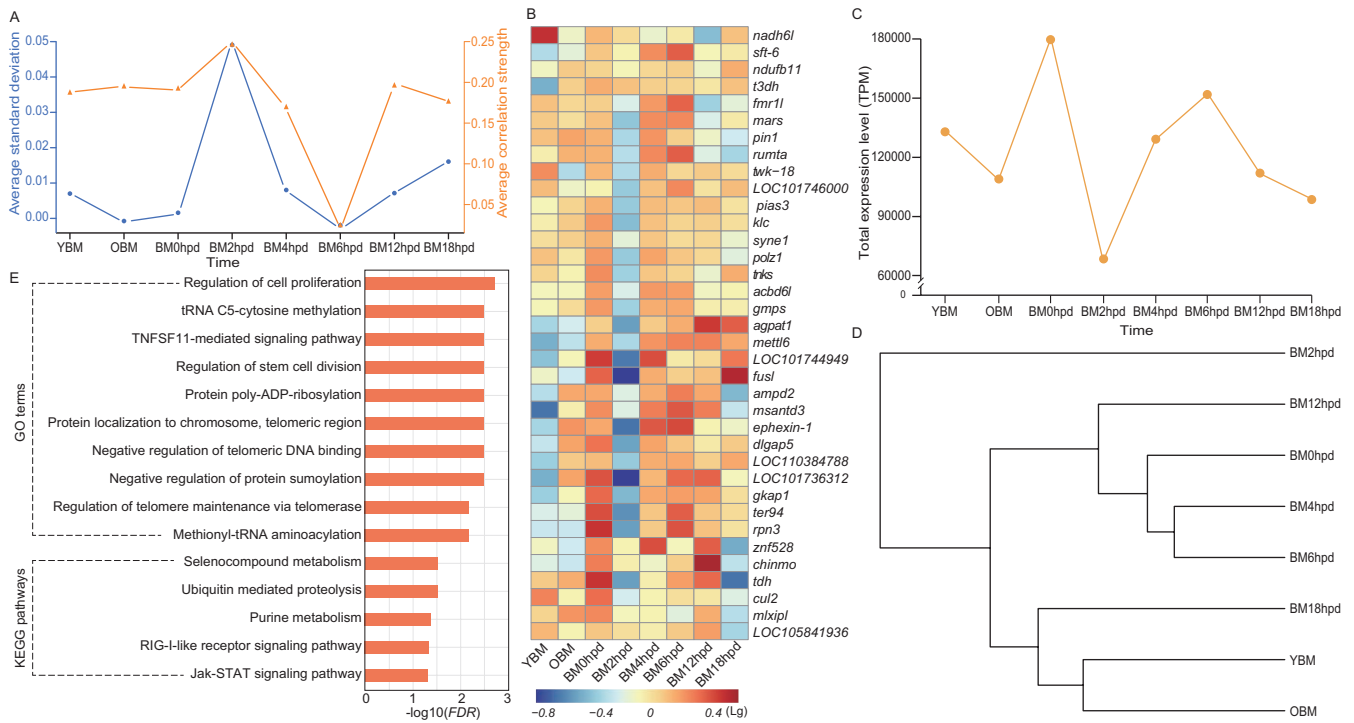 A
0.05
0.04
0.03
0.02
0.01
0.00
Average standard deviation
0.25
0.20
0.15
0.10
0.05
Average correlation strength
YBM OBM BM0hpd BM2hpd BM4hpd BM6hpd BM12hpd BM18hpd
Time
B
nadh6l
sft-6
ndufb11
t3dh
fmr1l
mars
pin1
rumta
twk-18
LOC101746000
pias3
klc
syne1
polz1
tnks
acbd6l
gmps
agpat1
mettl6
LOC101744949
fusl
ampd2
msantd3
ephexin-1
dlgap5
LOC110384788
LOC101736312
gkap1
ter94
rpn3
znf528
chinmo
tdh
cul2
mlxipl
LOC105841936
YBM OBM BM0hpd BM2hpd BM4hpd BM6hpd BM12hpd BM18hpd
−0.8 −0.4 0 0.4 (Lg)
C
180000
150000
120000
90000
60000
0
Total expression level (TPM)
YBM OBM BM0hpd BM2hpd BM4hpd BM6hpd BM12hpd BM18hpd
Time
D
BM2hpd
BM12hpd
BM0hpd
BM4hpd
BM6hpd
BM18hpd
YBM
OBM
E
GO terms
Regulation of cell proliferation
tRNA C5-cytosine methylation
TNFSF11-mediated signaling pathway
Regulation of stem cell division
Protein poly-ADP-ribosylation
Protein localization to chromosome, telomeric region
Negative regulation of telomeric DNA binding
Negative regulation of protein sumoylation
Regulation of telomere maintenance via telomerase
Methionyl-tRNA aminoacylation
KEGG pathways
Selenocompound metabolism
Ubiquitin mediated proteolysis
Purine metabolism
RIG-I-like receptor signaling pathway
Jak-STAT signaling pathway
0 1 2 3
-log10(FDR)